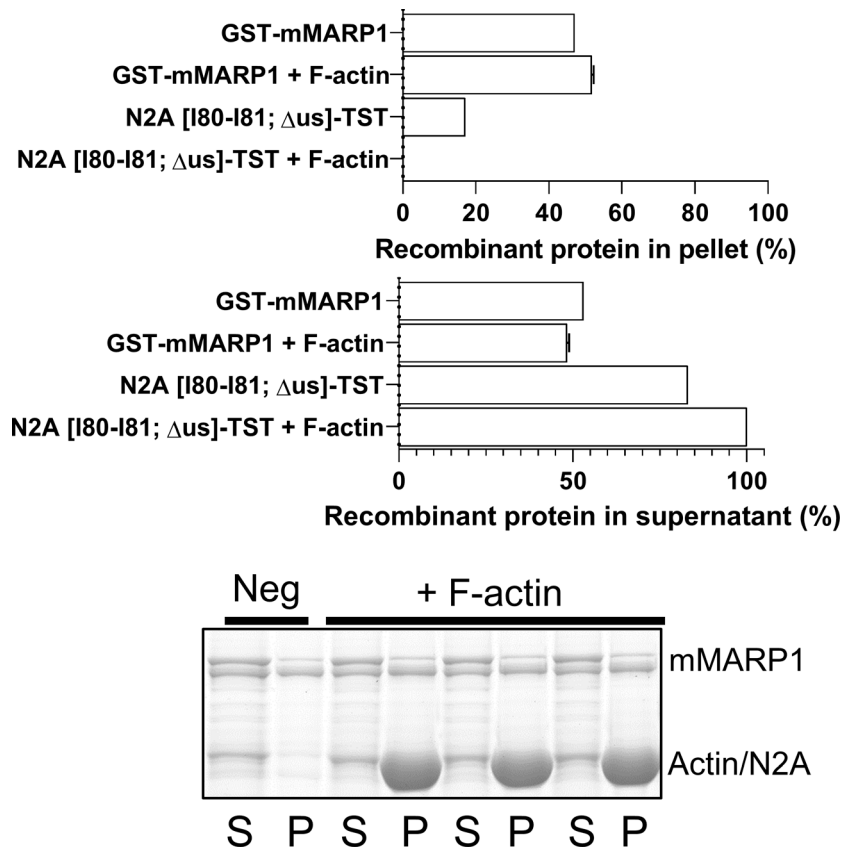 GST-mMARP1
GST-mMARP1 + F-actin
N2A [I80-I81; Δus]-TST
N2A [I80-I81; Δus]-TST + F-actin
0 20 40 60 80 100
Recombinant protein in pellet (%)
GST-mMARP1
GST-mMARP1 + F-actin
N2A [I80-I81; Δus]-TST
N2A [I80-I81; Δus]-TST + F-actin
0 50 100
Recombinant protein in supernatant (%)
Neg + F-actin
mMARP1
Actin/N2A
S P S P S P S P